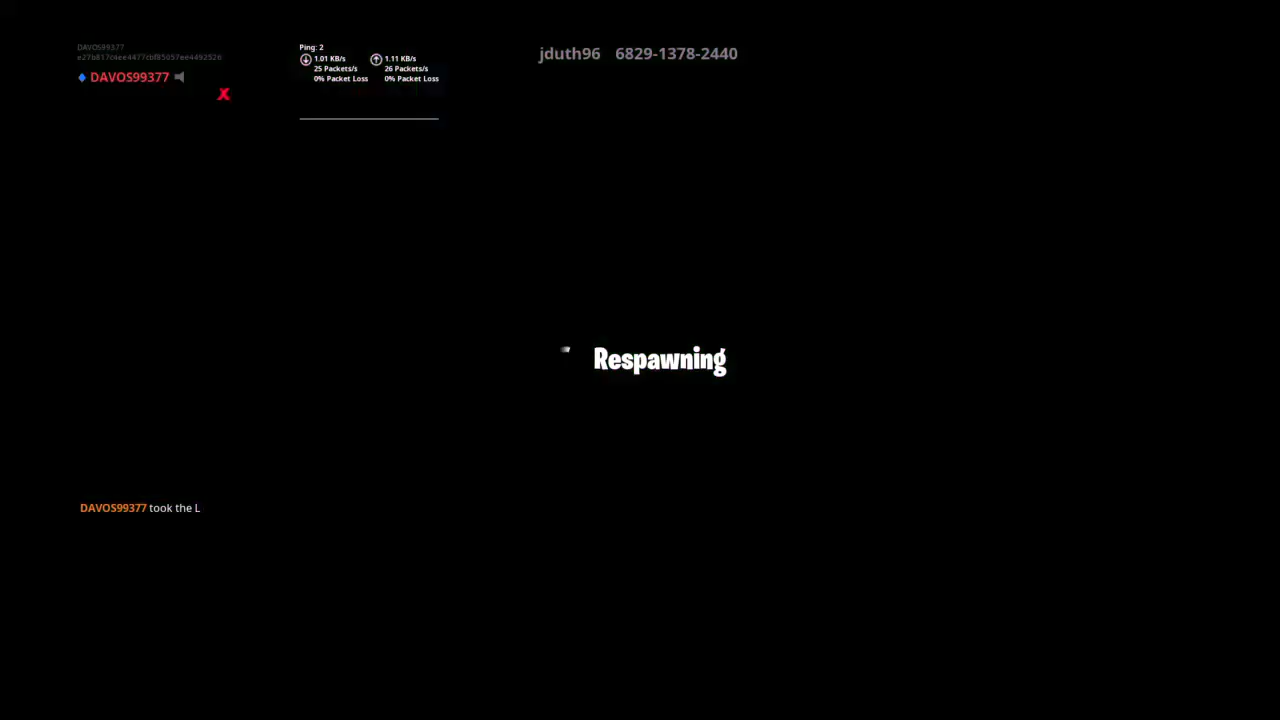 DAVOS99377
DAVOS99377
Ping: 2
1.01 KB/s
25 Packets/s
0% Packet Loss
1.11 KB/s
26 Packets/s
0% Packet Loss
jduth96 6829-1378-2440
Respawning
DAVOS99377 took the L